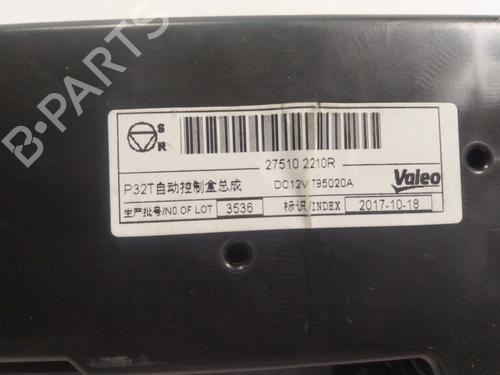 B-PARTS
S
R
27510 2210R
P32T自动控制盒总成 DC12V T95020A Valeo
生产批号/NO.OF LOT 3536 标识/INDEX 2017-10-18